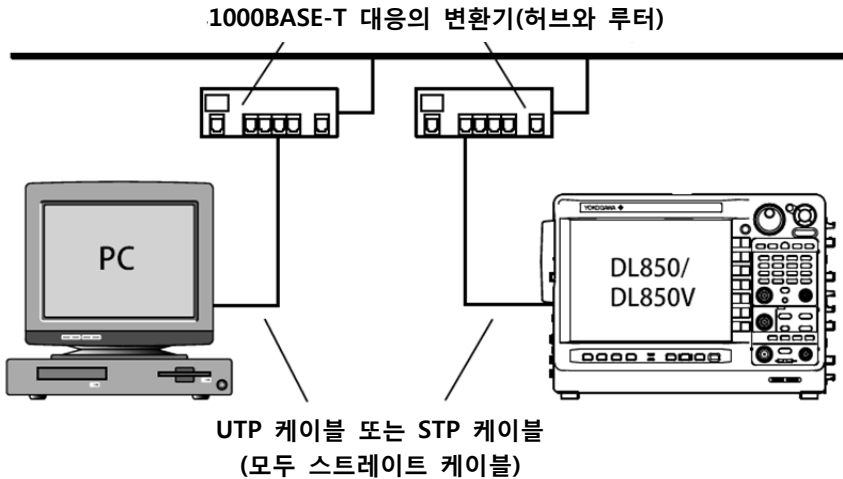 1000BASE-T 대응의 변환기(허브와 루터)
YOKOGAWA
PC
DL850/
DL850V
UTP 케이블 또는 STP 케이블
(모두 스트레이트 케이블)